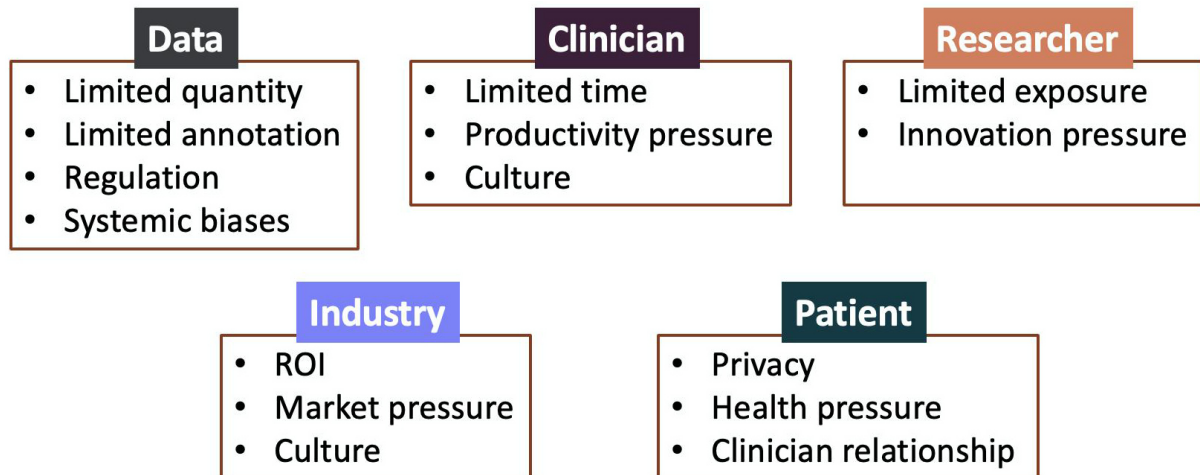 Data
• Limited quantity
• Limited annotation
• Regulation
• Systemic biases
Clinician
• Limited time
• Productivity pressure
• Culture
Researcher
• Limited exposure
• Innovation pressure
Industry
• ROI
• Market pressure
• Culture
Patient
• Privacy
• Health pressure
• Clinician relationship